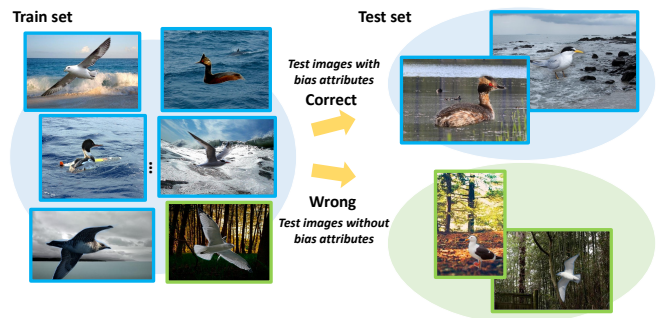 Train set
Test set
Test images with
bias attributes
Correct
Wrong
Test images without
bias attributes